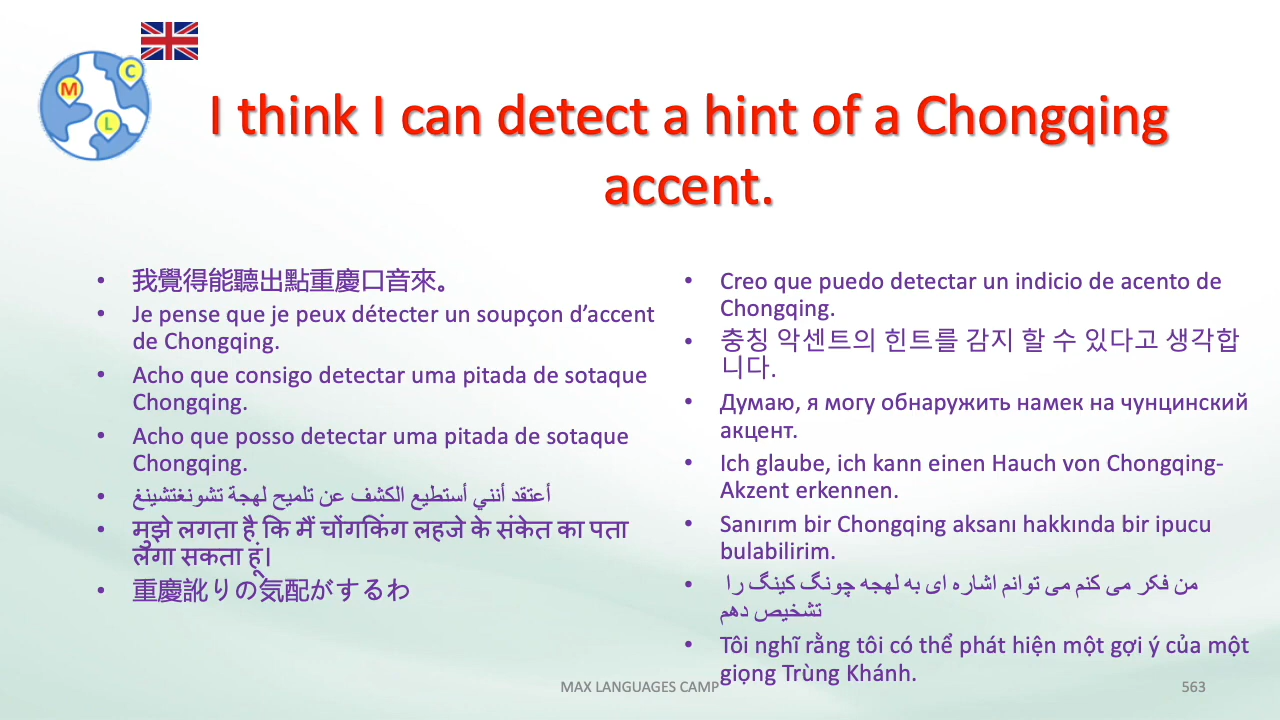 C
M
L
I think I can detect a hint of a Chongqing
accent.
• 我覺得能聽出點重慶口音來。
• Je pense que je peux détecter un soupçon d’accent
de Chongqing.
• Acho que consigo detectar uma pitada de sotaque
Chongqing.
• Acho que posso detectar uma pitada de sotaque
Chongqing.
• أعتقد أنني أستطيع الكشف عن تلميح لهجة تشونغتشينغ
• मुझे लगता है कि मैं चोंगकिंग लहजे के संकेत का पता
लगा सकता हूं।
• 重慶訛りの気配がするわ
• Creo que puedo detectar un indicio de acento de
Chongqing.
• 충칭 악센트의 힌트를 감지 할 수 있다고 생각합
니다.
• Думаю, я могу обнаружить намек на чунцинский
акцент.
• Ich glaube, ich kann einen Hauch von Chongqing-
Akzent erkennen.
• Sanırım bir Chongqing aksanı hakkında bir ipucu
bulabilirim.
• من فکر می کنم می توانم اشاره ای به لهجه چونگ کینگ را
تشخیص دهم
• Tôi nghĩ rằng tôi có thể phát hiện một gợi ý của một
giọng Trùng Khánh.
MAX LANGUAGES CAMP
563